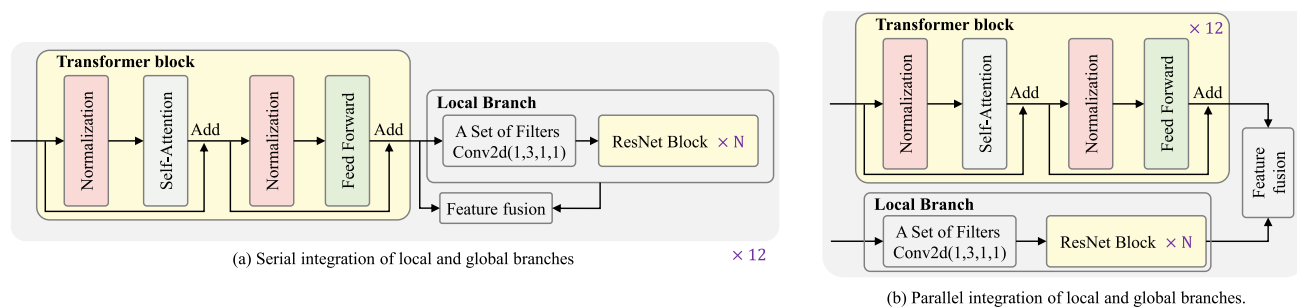 Transformer block
Normalization
Self-Attention
Add
Normalization
Feed Forward
Add
Local Branch
A Set of Filters
Conv2d(1,3,1,1)
ResNet Block × N
Feature fusion
(a) Serial integration of local and global branches
× 12
Transformer block
× 12
Normalization
Self-Attention
Add
Normalization
Feed Forward
Add
Feature
fusion
Local Branch
A Set of Filters
Conv2d(1,3,1,1)
ResNet Block × N
(b) Parallel integration of local and global branches.